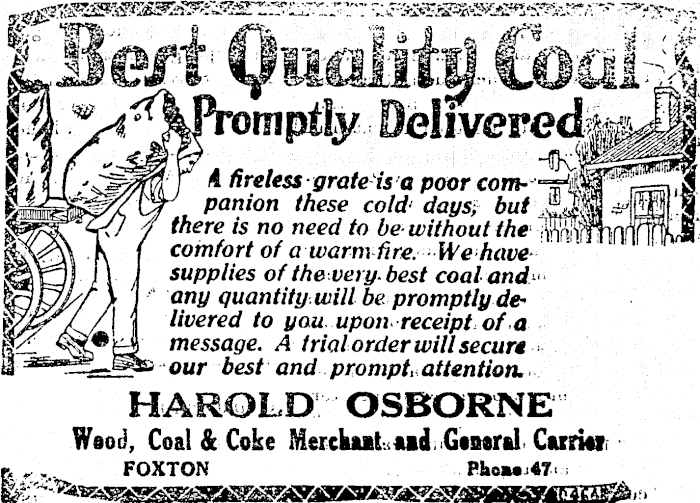 Best Quality Coal
Promptly Delivered
A fireless grate is a poor com-
panion these cold days, but
there is no need to be without the
comfort of a warm fire. We have
supplies of the very best coal and
any quantity will be promptly de-
livered to you upon receipt of a
message. A trial order will secure
our best and prompt attention.
HAROLD OSBORNE
Wood, Coal & Coke Merchant and General Carrier
FOXTON Phone 47